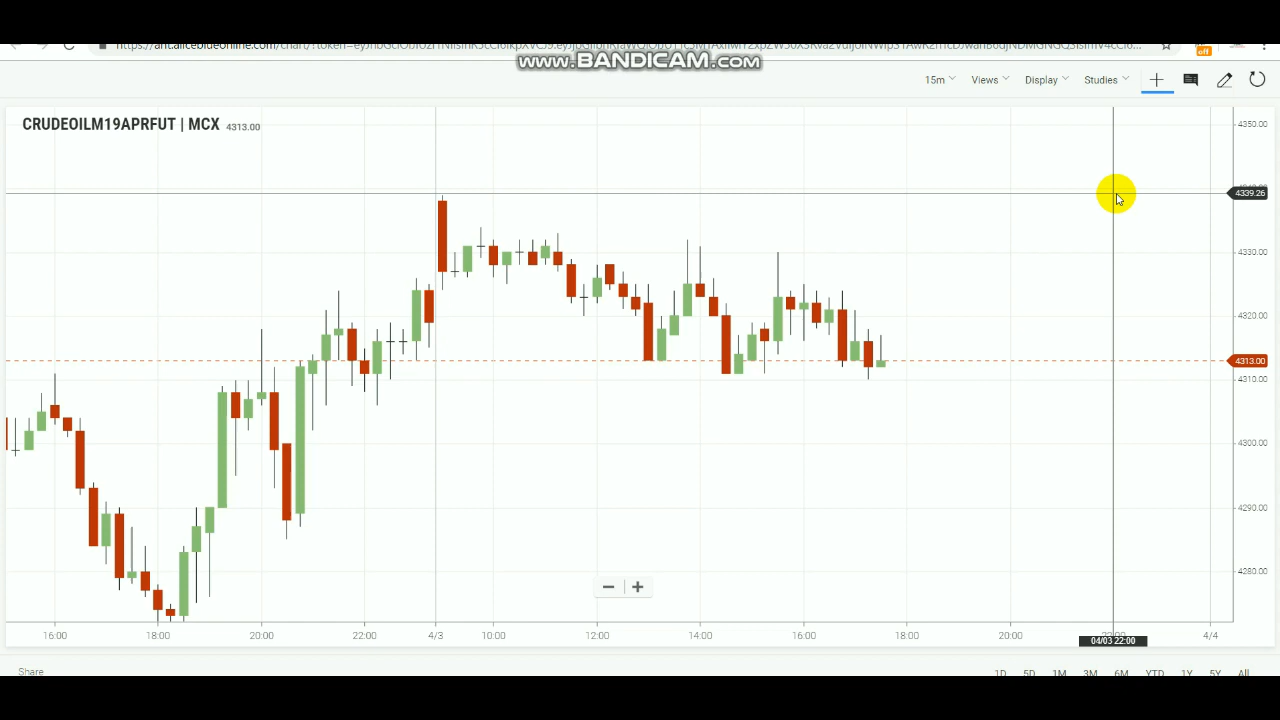 www.BANDICAM.com
off
15m Views Display Studies
CRUDEOILM19APRFUT | MCX 4313.00
4350.00
4339.26
4330.00
4320.00
4313.00
4310.00
4300.00
4290.00
4280.00
16:00 18:00 20:00 22:00 4/3 10:00 12:00 14:00 16:00 18:00 20:00 4/4
04/03 22:00
Share 1D 5D 1M 3M 6M YTD 1Y 5Y All